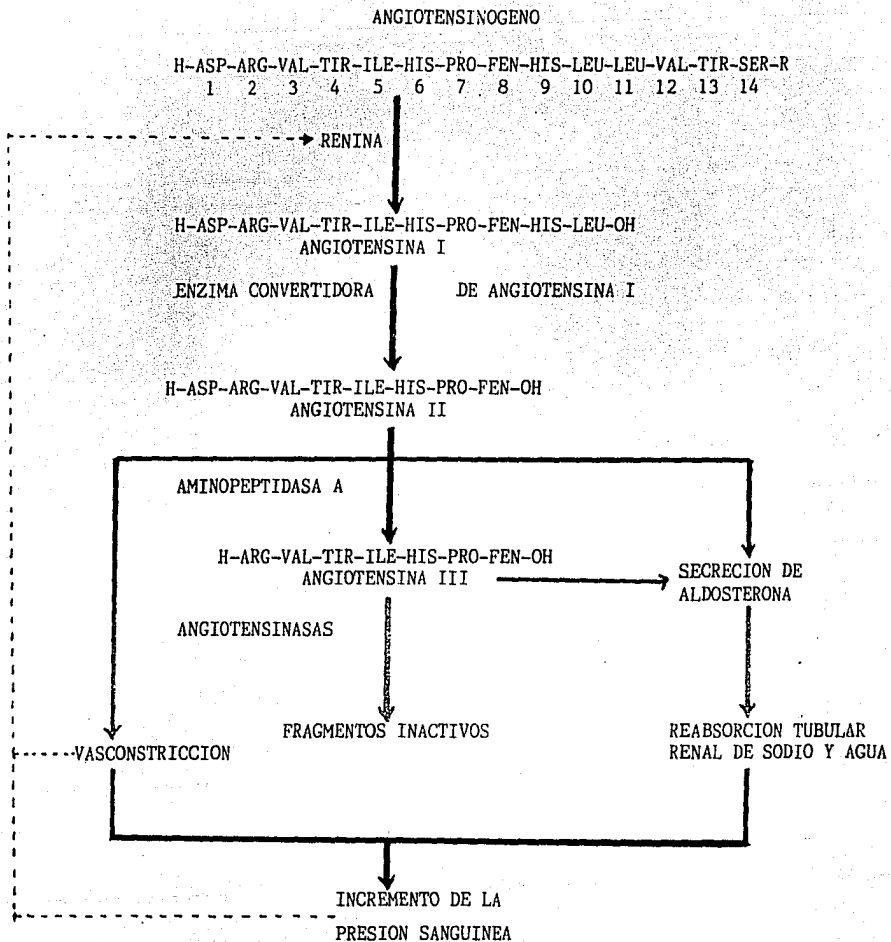 ANGIOTENSINOGENO
H-ASP-ARG-VAL-TIR-ILE-HIS-PRO-FEN-HIS-LEU-LEU-VAL-TIR-SER-R
1 2 3 4 5 6 7 8 9 10 11 12 13 14
RENINA
H-ASP-ARG-VAL-TIR-ILE-HIS-PRO-FEN-HIS-LEU-OH
ANGIOTENSINA I
ENZIMA CONVERTIDORA DE ANGIOTENSINA I
H-ASP-ARG-VAL-TIR-ILE-HIS-PRO-FEN-OH
ANGIOTENSINA II
AMINOPEPTIDASA A
H-ARG-VAL-TIR-ILE-HIS-PRO-FEN-OH
ANGIOTENSINA III
SECRECION DE
ALDOSTERONA
ANGIOTENSINASAS
FRAGMENTOS INACTIVOS
REABSORCION TUBULAR
RENAL DE SODIO Y AGUA
VASCONSTRICCION
INCREMENTO DE LA
PRESION SANGUINEA